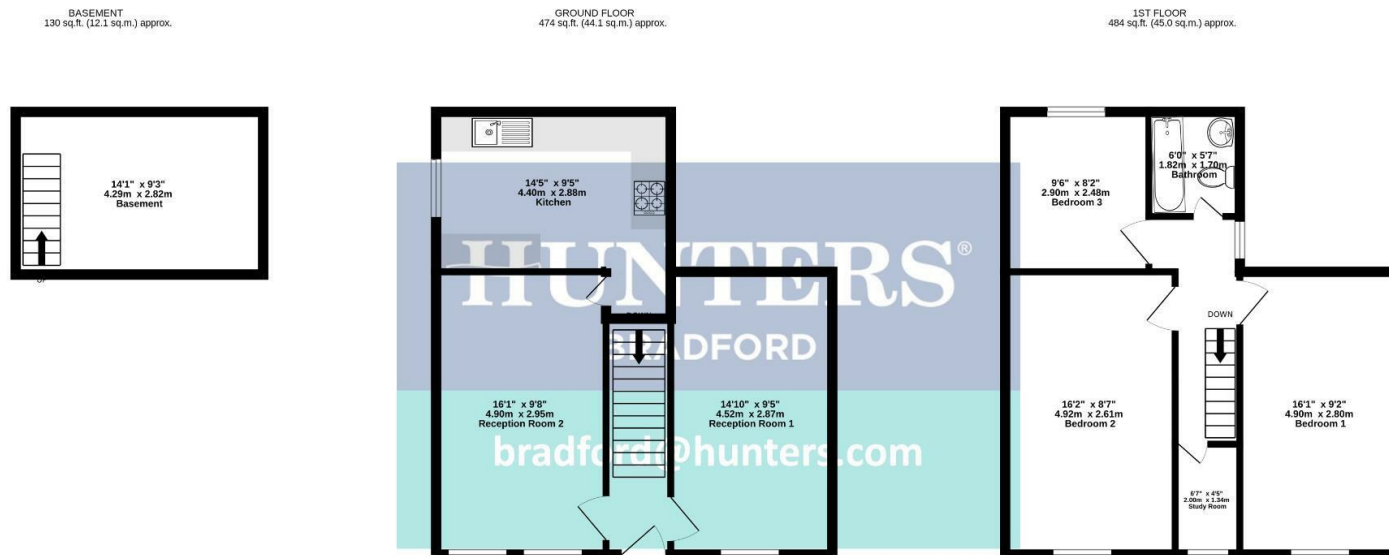 BASEMENT
130 sq.ft. (12.1 sq.m.) approx.
GROUND FLOOR
474 sq.ft. (44.1 sq.m.) approx.
1ST FLOOR
484 sq.ft. (45.0 sq.m.) approx.
14'1" x 9'3"
4.29m x 2.82m
Basement
UP
14'5" x 9'5"
4.40m x 2.88m
Kitchen
HUNTERS®
BRADFORD
DOWN
16'1" x 9'8"
4.90m x 2.95m
Reception Room 2
14'10" x 9'5"
4.52m x 2.87m
Reception Room 1
bradford@hunters.com
9'6" x 8'2"
2.90m x 2.48m
Bedroom 3
6'0" x 5'7"
1.82m x 1.70m
Bathroom
DOWN
16'2" x 8'7"
4.92m x 2.61m
Bedroom 2
16'1" x 9'2"
4.90m x 2.80m
Bedroom 1
6'7" x 4'5"
2.00m x 1.34m
Study Room